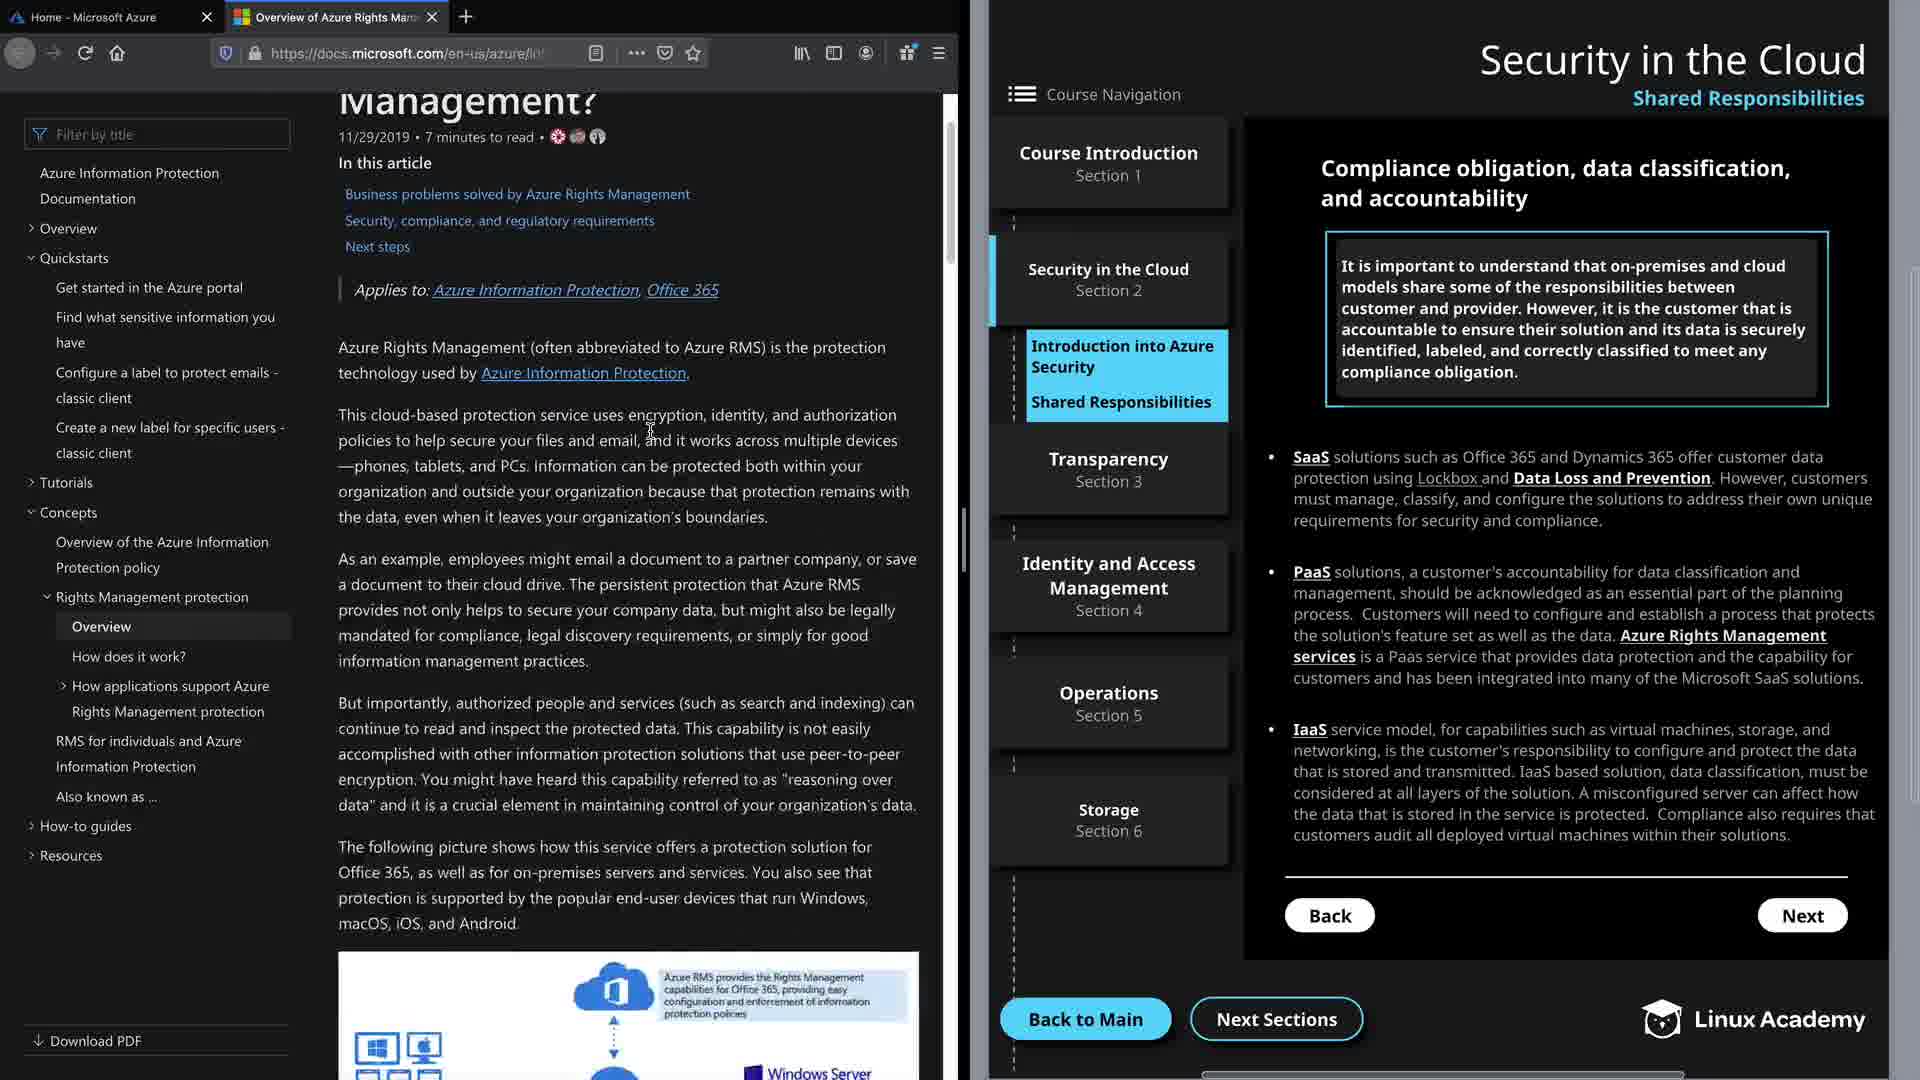 Home - Microsoft Azure
Overview of Azure Rights Man
https://docs.microsoft.com/en-us/azure/in
Filter by title
Azure Information Protection
Documentation
Overview
Quickstarts
Get started in the Azure portal
Find what sensitive information you
have
Configure a label to protect emails -
classic client
Create a new label for specific users -
classic client
Tutorials
Concepts
Overview of the Azure Information
Protection policy
Rights Management protection
Overview
How does it work?
How applications support Azure
Rights Management protection
RMS for individuals and Azure
Information Protection
Also known as ...
How-to guides
Resources
Download PDF
Management?
11/29/2019 • 7 minutes to read •
In this article
Business problems solved by Azure Rights Management
Security, compliance, and regulatory requirements
Next steps
Applies to: Azure Information Protection, Office 365
Azure Rights Management (often abbreviated to Azure RMS) is the protection
technology used by Azure Information Protection.
This cloud-based protection service uses encryption, identity, and authorization
policies to help secure your files and email, and it works across multiple devices
—phones, tablets, and PCs. Information can be protected both within your
organization and outside your organization because that protection remains with
the data, even when it leaves your organization's boundaries.
As an example, employees might email a document to a partner company, or save
a document to their cloud drive. The persistent protection that Azure RMS
provides not only helps to secure your company data, but might also be legally
mandated for compliance, legal discovery requirements, or simply for good
information management practices.
But importantly, authorized people and services (such as search and indexing) can
continue to read and inspect the protected data. This capability is not easily
accomplished with other information protection solutions that use peer-to-peer
encryption. You might have heard this capability referred to as "reasoning over
data" and it is a crucial element in maintaining control of your organization's data.
The following picture shows how this service offers a protection solution for
Office 365, as well as for on-premises servers and services. You also see that
protection is supported by the popular end-user devices that run Windows,
macOS, iOS, and Android.
Azure RMS provides the Rights Management
capabilities for Office 365, providing easy
configuration and enforcement of information
protection policies
Windows Server
Security in the Cloud
Shared Responsibilities
Course Navigation
Course Introduction
Section 1
Security in the Cloud
Section 2
Introduction into Azure
Security
Shared Responsibilities
Transparency
Section 3
Identity and Access
Management
Section 4
Operations
Section 5
Storage
Section 6
Compliance obligation, data classification,
and accountability
It is important to understand that on-premises and cloud
models share some of the responsibilities between
customer and provider. However, it is the customer that is
accountable to ensure their solution and its data is securely
identified, labeled, and correctly classified to meet any
compliance obligation.
• SaaS solutions such as Office 365 and Dynamics 365 offer customer data
protection using Lockbox and Data Loss and Prevention. However, customers
must manage, classify, and configure the solutions to address their own unique
requirements for security and compliance.
• PaaS solutions, a customer's accountability for data classification and
management, should be acknowledged as an essential part of the planning
process. Customers will need to configure and establish a process that protects
the solution's feature set as well as the data. Azure Rights Management
services is a Paas service that provides data protection and the capability for
customers and has been integrated into many of the Microsoft SaaS solutions.
• IaaS service model, for capabilities such as virtual machines, storage, and
networking, is the customer's responsibility to configure and protect the data
that is stored and transmitted. IaaS based solution, data classification, must be
considered at all layers of the solution. A misconfigured server can affect how
the data that is stored in the service is protected. Compliance also requires that
customers audit all deployed virtual machines within their solutions.
Back
Next
Back to Main
Next Sections
Linux Academy